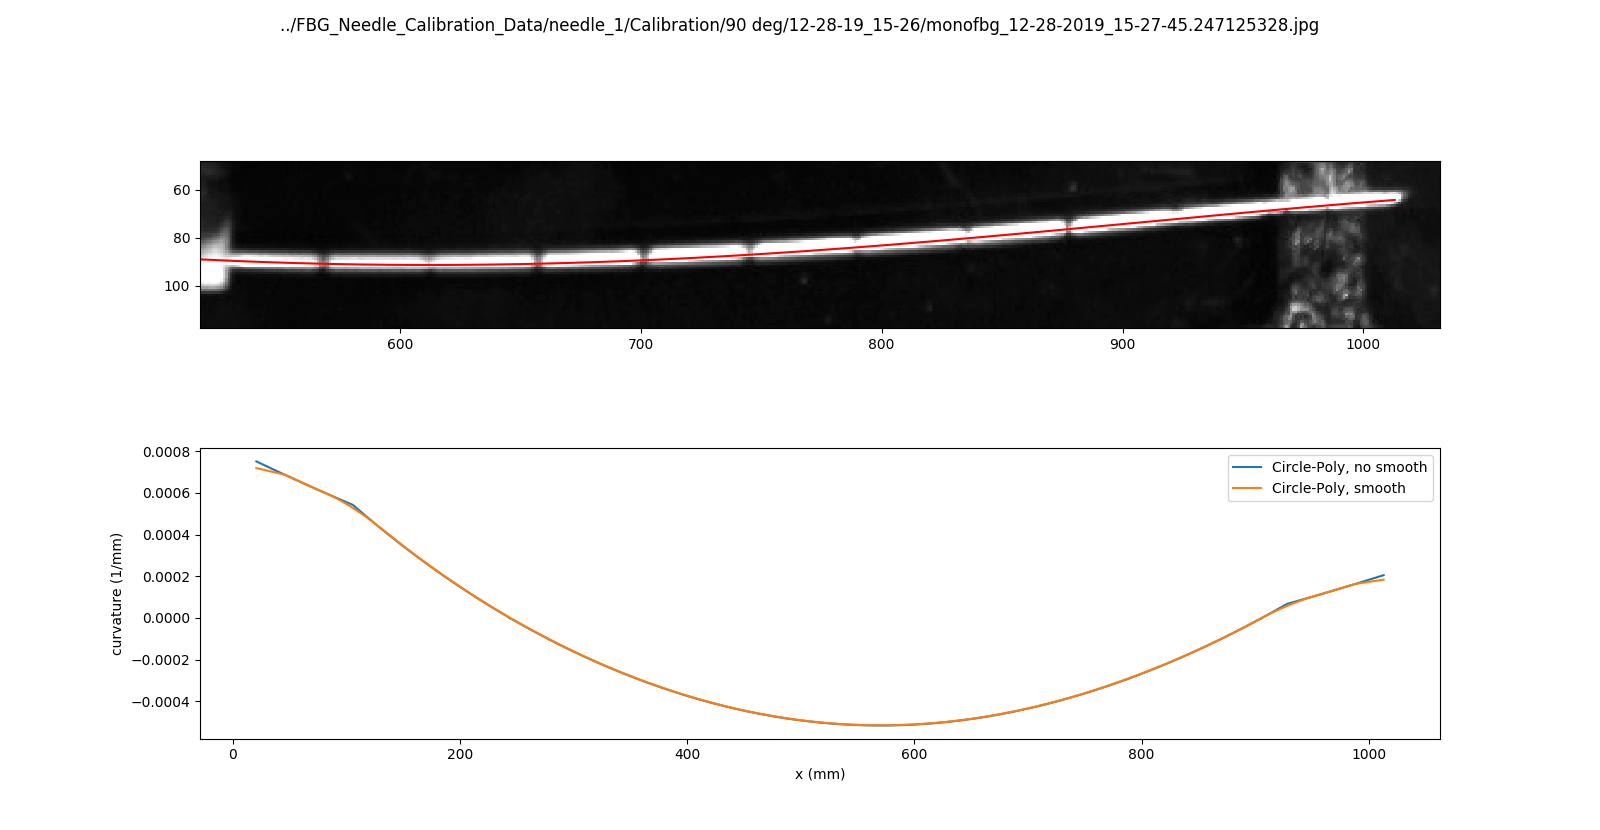 ../FBG_Needle_Calibration_Data/needle_1/Calibration/90 deg/12-28-19_15-26/monofbg_12-28-2019_15-27-45.247125328.jpg
60
80
100
600 700 800 900 1000
0.0008
0.0006
0.0004
0.0002
0.0000
−0.0002
−0.0004
curvature (1/mm)
Circle-Poly, no smooth
Circle-Poly, smooth
0 200 400 600 800 1000
x (mm)